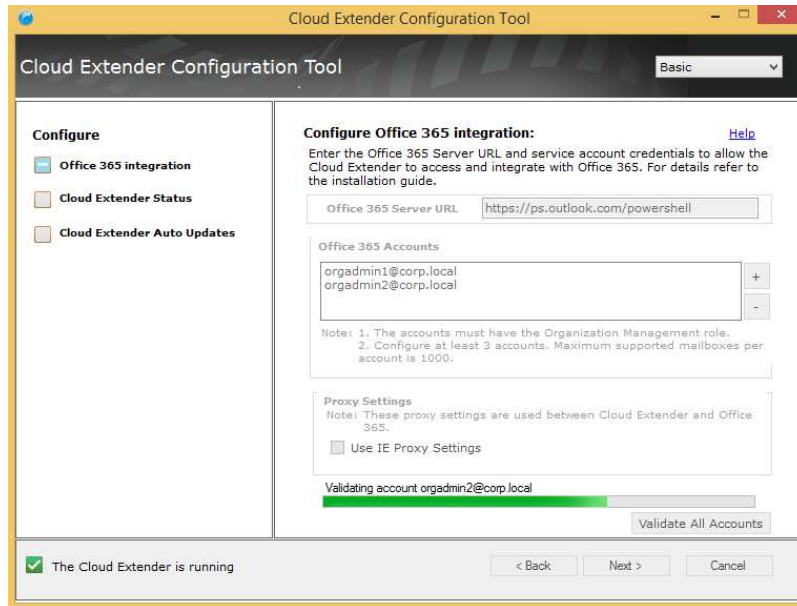 Cloud Extender Configuration Tool
Cloud Extender Configuration Tool
Basic
Configure
Office 365 integration
Cloud Extender Status
Cloud Extender Auto Updates
Configure Office 365 integration:
Help
Enter the Office 365 Server URL and service account credentials to allow the
Cloud Extender to access and integrate with Office 365. For details refer to
the installation guide.
Office 365 Server URL
https://ps.outlook.com/powershell
Office 365 Accounts
orgadmin1@corp.local
orgadmin2@corp.local
+
-
Note: 1. The accounts must have the Organization Management role.
2. Configure at least 3 accounts. Maximum supported mailboxes per
account is 1000.
Proxy Settings
Note: These proxy settings are used between Cloud Extender and Office
365.
Use IE Proxy Settings
Validating account orgadmin2@corp.local
Validate All Accounts
The Cloud Extender is running
< Back
Next >
Cancel